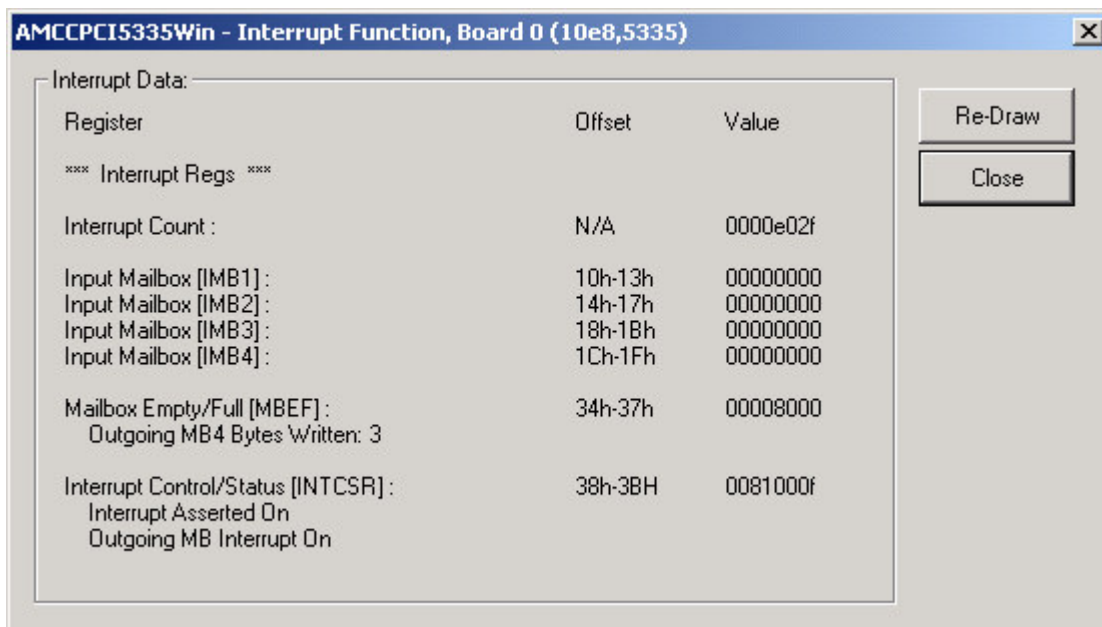 AMCCPCI5335Win - Interrupt Function, Board 0 (10e8,5335)
Interrupt Data:
Register Offset Value
*** Interrupt Regs ***
Interrupt Count : N/A 0000e02f
Input Mailbox [IMB1] : 10h-13h 00000000
Input Mailbox [IMB2] : 14h-17h 00000000
Input Mailbox [IMB3] : 18h-1Bh 00000000
Input Mailbox [IMB4] : 1Ch-1Fh 00000000
Mailbox Empty/Full [MBEF] : 34h-37h 00008000
Outgoing MB4 Bytes Written: 3
Interrupt Control/Status [INTCSR] : 38h-3BH 0081000f
Interrupt Asserted On
Outgoing MB Interrupt On
Re-Draw
Close